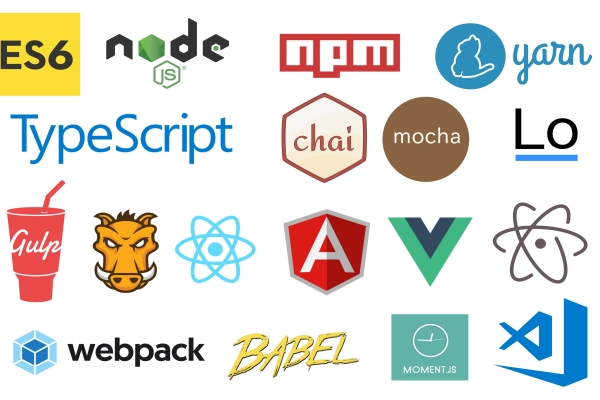 ES6
node
JS
npm
yarn
TypeScript
chai
mocha
Lo
Gulp
A
webpack
BABEL
MOMENT.JS